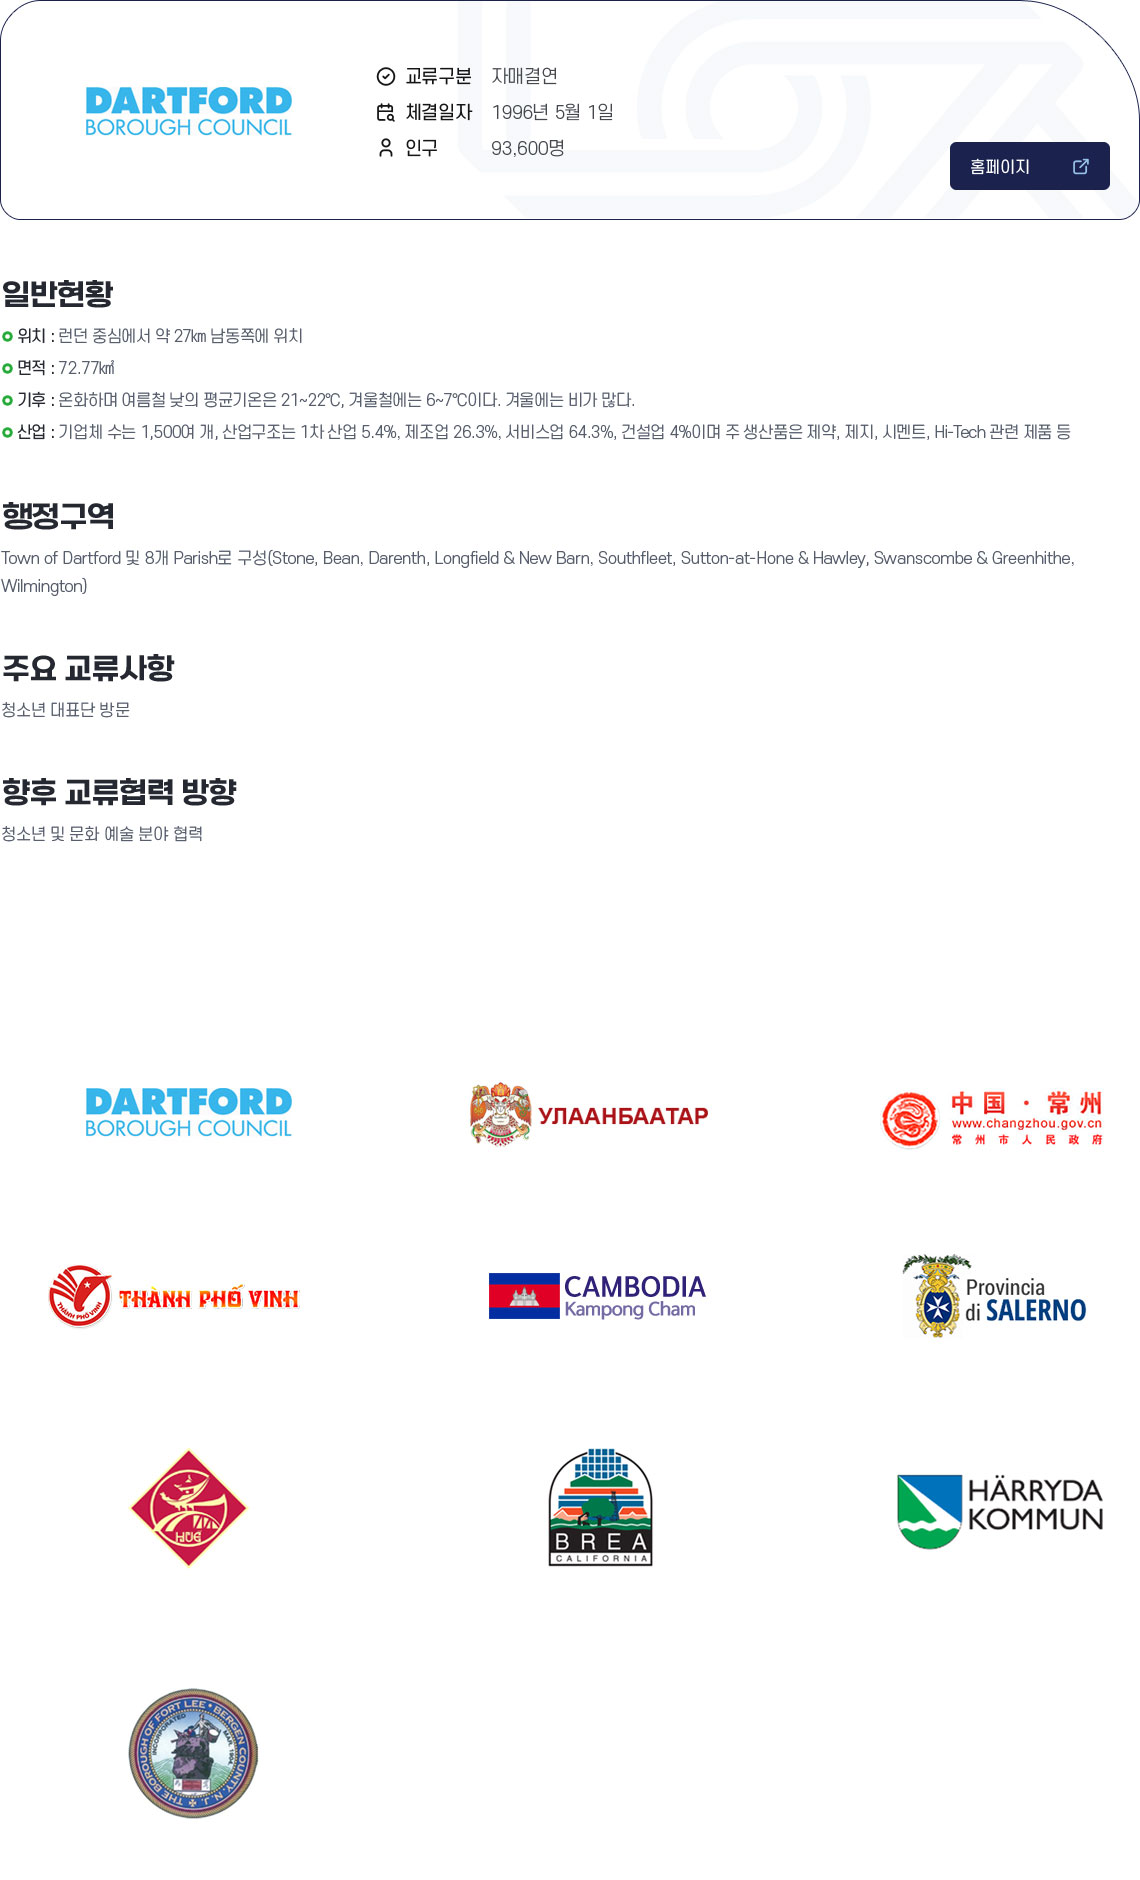 DARTFORD
BOROUGH COUNCIL
교류구분 자매결연
체결일자 1996년 5월 1일
인구 93,600명
홈페이지
일반현황
위치 : 런던 중심에서 약 27㎞ 남동쪽에 위치
면적 : 72.77㎢
기후 : 온화하며 여름철 낮의 평균기온은 21~22℃, 겨울철에는 6~7℃이다. 겨울에는 비가 많다.
산업 : 기업체 수는 1,500여 개, 산업구조는 1차 산업 5.4%, 제조업 26.3%, 서비스업 64.3%, 건설업 4%이며 주 생산품은 제약, 제지, 시멘트, Hi-Tech 관련 제품 등
행정구역
Town of Dartford 및 8개 Parish로 구성(Stone, Bean, Darenth, Longfield & New Barn, Southfleet, Sutton-at-Hone & Hawley, Swanscombe & Greenhithe,
Wilmington)
주요 교류사항
청소년 대표단 방문
향후 교류협력 방향
청소년 및 문화 예술 분야 협력
DARTFORD
BOROUGH COUNCIL
УЛААНБААТАР
中国·常州
www.changzhou.gov.cn
常州市人民政府
THÀNH PHỐ VINH
THÀNH PHỐ VINH
CAMBODIA
Kampong Cham
Provincia
di SALERNO
HUẾ
BREA
CALIFORNIA
HÄRRYDA
KOMMUN
THE BOROUGH OF FORT LEE • BERGEN COUNTY, N.J.
INCORPORATED MAR. 1904